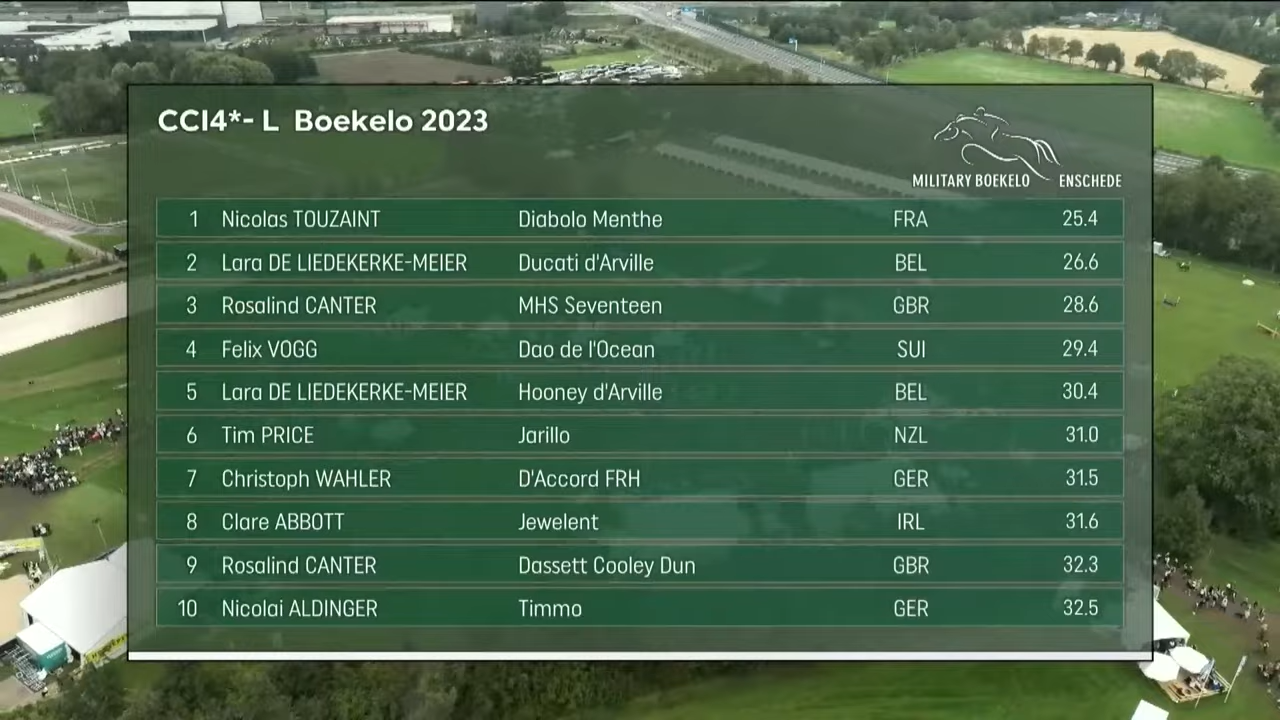 CCI4*- L Boekelo 2023
MILITARY BOEKELO ENSCHEDE
1 Nicolas TOUZAINT Diabolo Menthe FRA 25.4
2 Lara DE LIEDEKERKE-MEIER Ducati d'Arville BEL 26.6
3 Rosalind CANTER MHS Seventeen GBR 28.6
4 Felix VOGG Dao de l'Ocean SUI 29.4
5 Lara DE LIEDEKERKE-MEIER Hooney d'Arville BEL 30.4
6 Tim PRICE Jarillo NZL 31.0
7 Christoph WAHLER D'Accord FRH GER 31.5
8 Clare ABBOTT Jewelent IRL 31.6
9 Rosalind CANTER Dassett Cooley Dun GBR 32.3
10 Nicolai ALDINGER Timmo GER 32.5